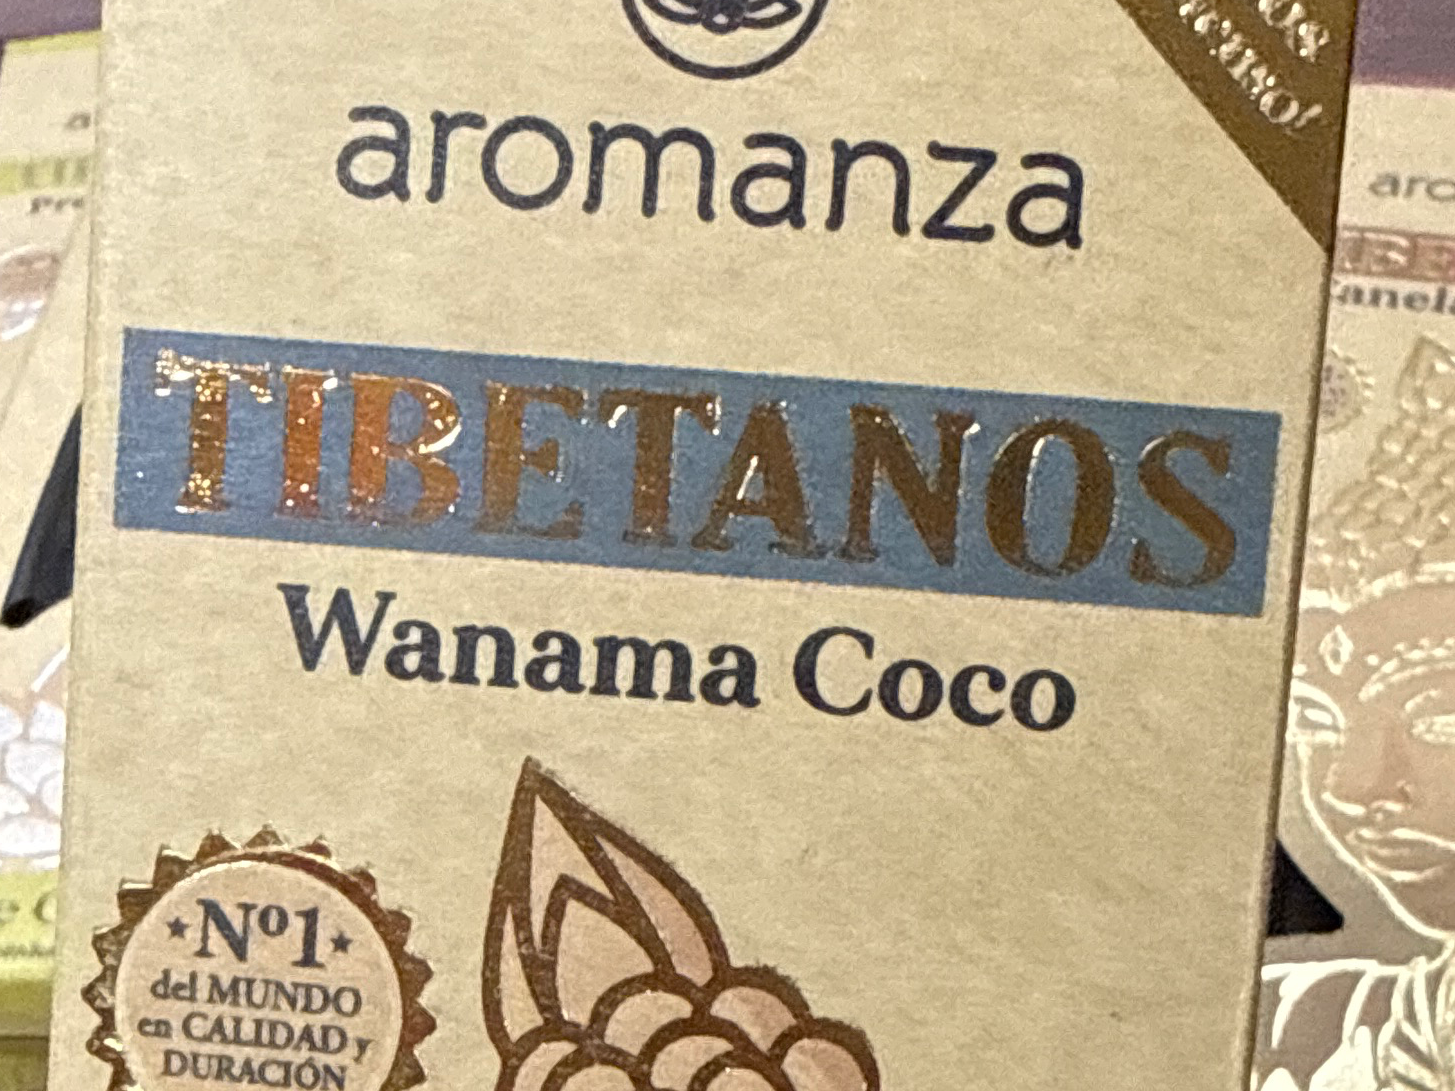 aromanza
TIBETANOS
Wanama Coco
Nº1
del MUNDO
en CALIDAD y
DURACIÓN